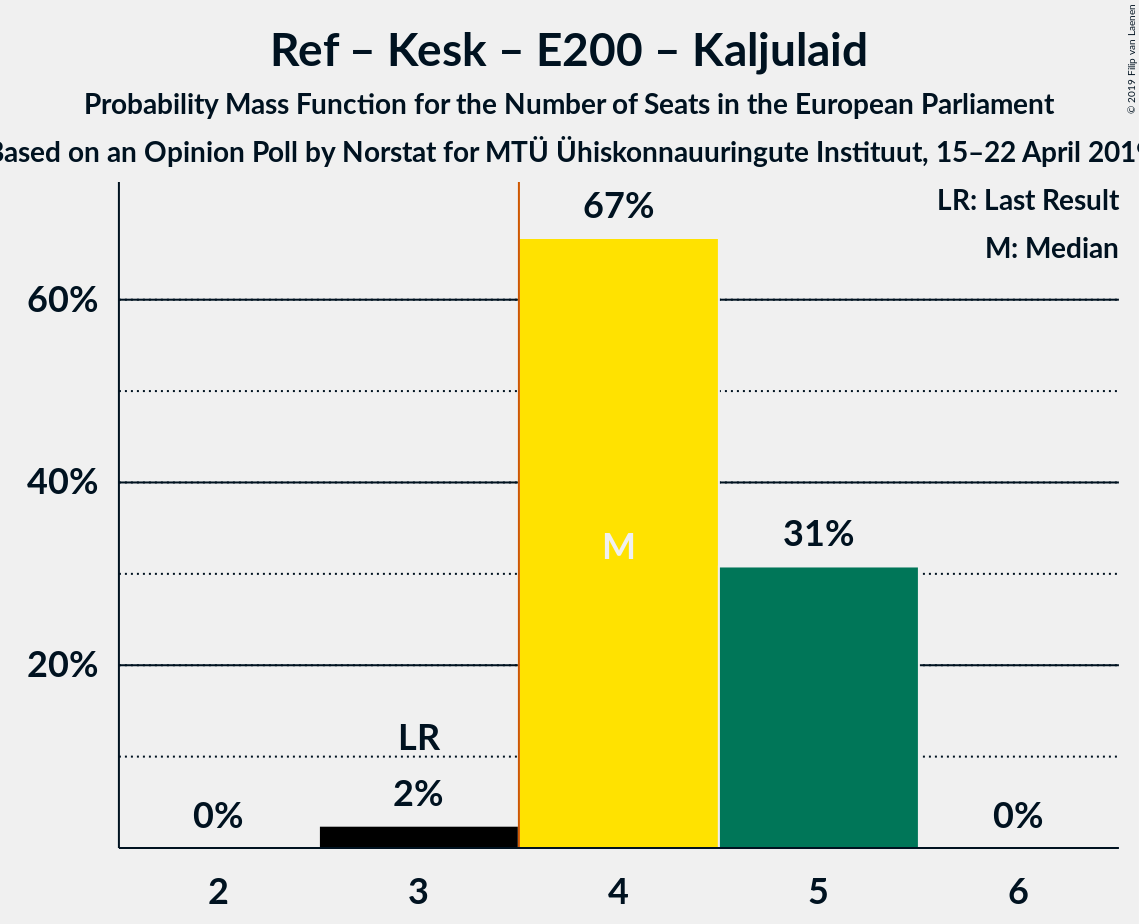 Ref – Kesk – E200 – Kaljulaid
Probability Mass Function for the Number of Seats in the European Parliament
Based on an Opinion Poll by Norstat for MTÜ Ühiskonnauuringute Instituut, 15–22 April 2019
© 2019 Filip van Laenen
LR: Last Result
M: Median
67%
60%
40%
M
31%
20%
LR
2%
0%
0%
2 3 4 5 6